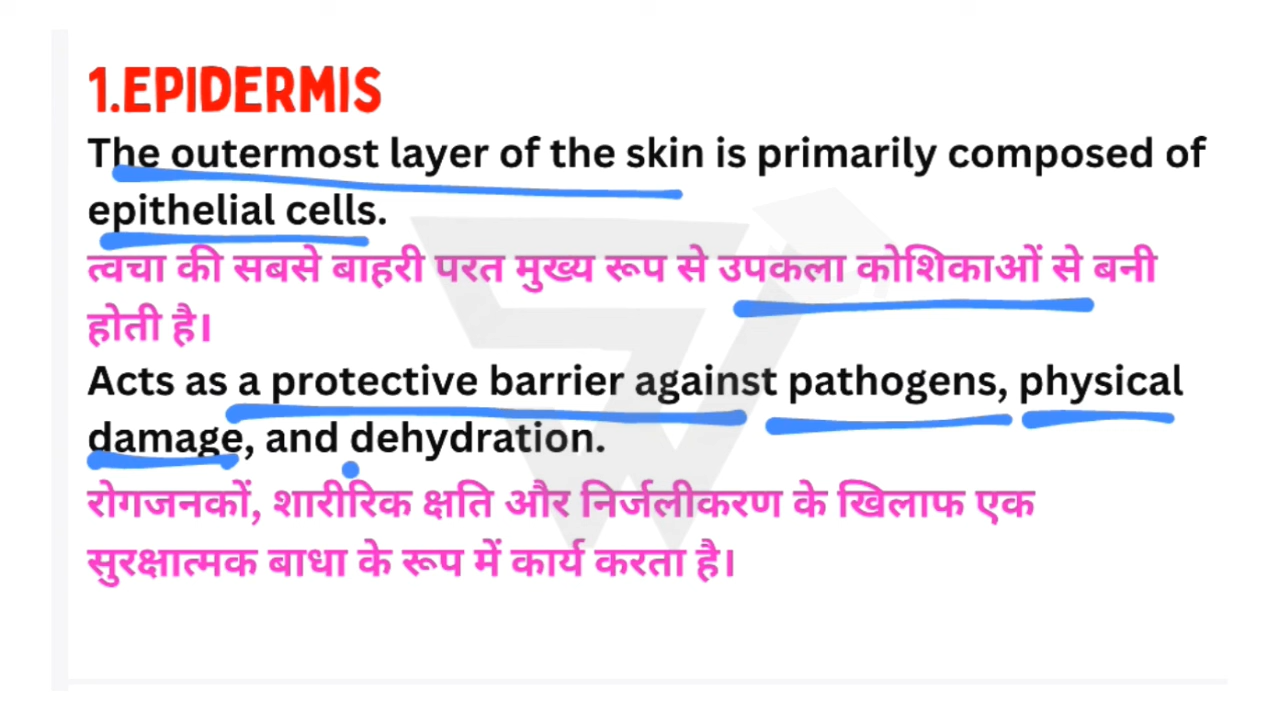 1.EPIDERMIS
The outermost layer of the skin is primarily composed of
epithelial cells.
त्वचा की सबसे बाहरी परत मुख्य रूप से उपकला कोशिकाओं से बनी
होती है।
Acts as a protective barrier against pathogens, physical
damage, and dehydration.
रोगजनकों, शारीरिक क्षति और निर्जलीकरण के खिलाफ एक
सुरक्षात्मक बाधा के रूप में कार्य करता है।